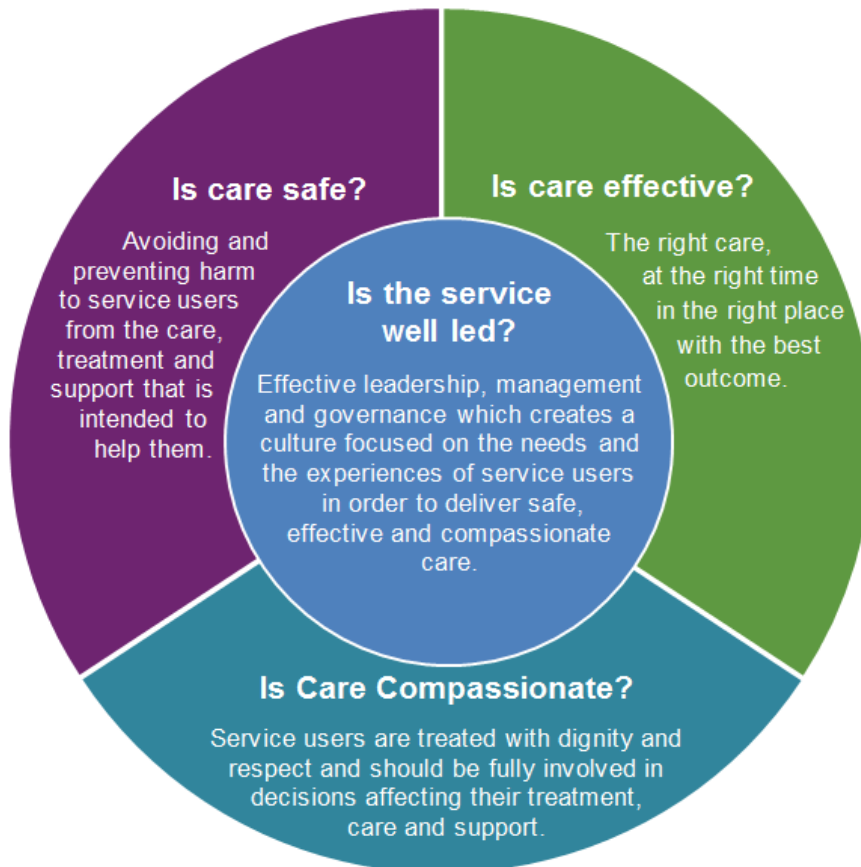 Is care safe?
Avoiding and
preventing harm
to service users
from the care,
treatment and
support that is
intended to
help them.
Is care effective?
The right care,
at the right time
in the right place
with the best
outcome.
Is the service
well led?
Effective leadership, management
and governance which creates a
culture focused on the needs and
the experiences of service users
in order to deliver safe,
effective and compassionate
care.
Is Care Compassionate?
Service users are treated with dignity and
respect and should be fully involved in
decisions affecting their treatment,
care and support.